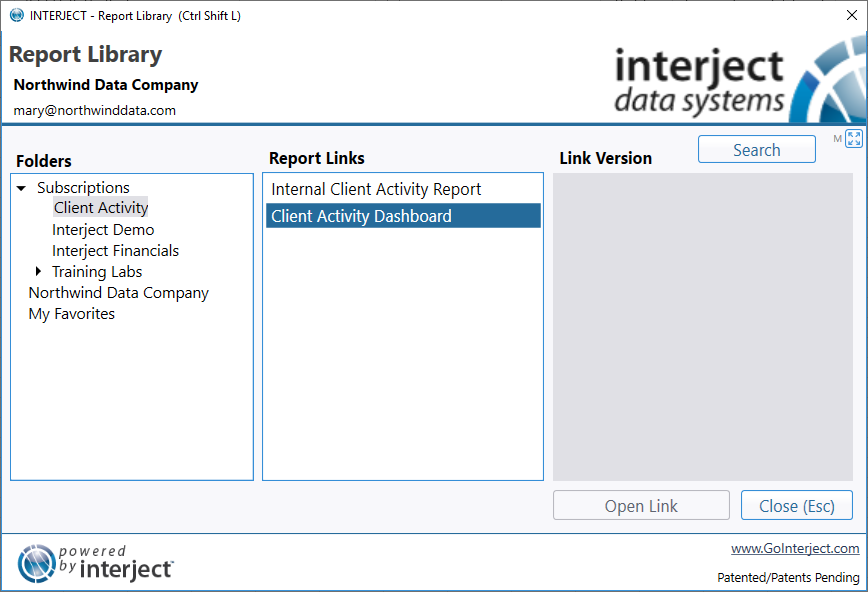 INTERJECT - Report Library (Ctrl Shift L)
Report Library
Northwind Data Company
mary@northwinddata.com
interject
data systems
M
Search
Folders
Report Links
Link Version
Subscriptions
Client Activity
Interject Demo
Interject Financials
Training Labs
Northwind Data Company
My Favorites
Internal Client Activity Report
Client Activity Dashboard
Open Link
Close (Esc)
powered
by interject™
www.GoInterject.com
Patented/Patents Pending